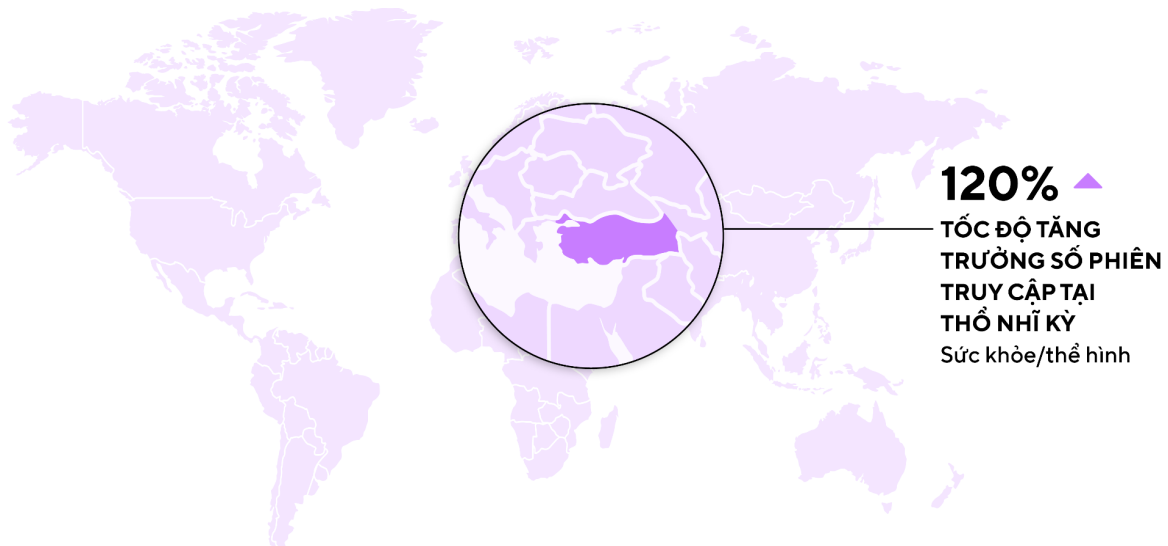 120%
TỐC ĐỘ TĂNG
TRƯỞNG SỐ PHIÊN
TRUY CẬP TẠI
THỔ NHĨ KỲ
Sức khỏe/thể hình